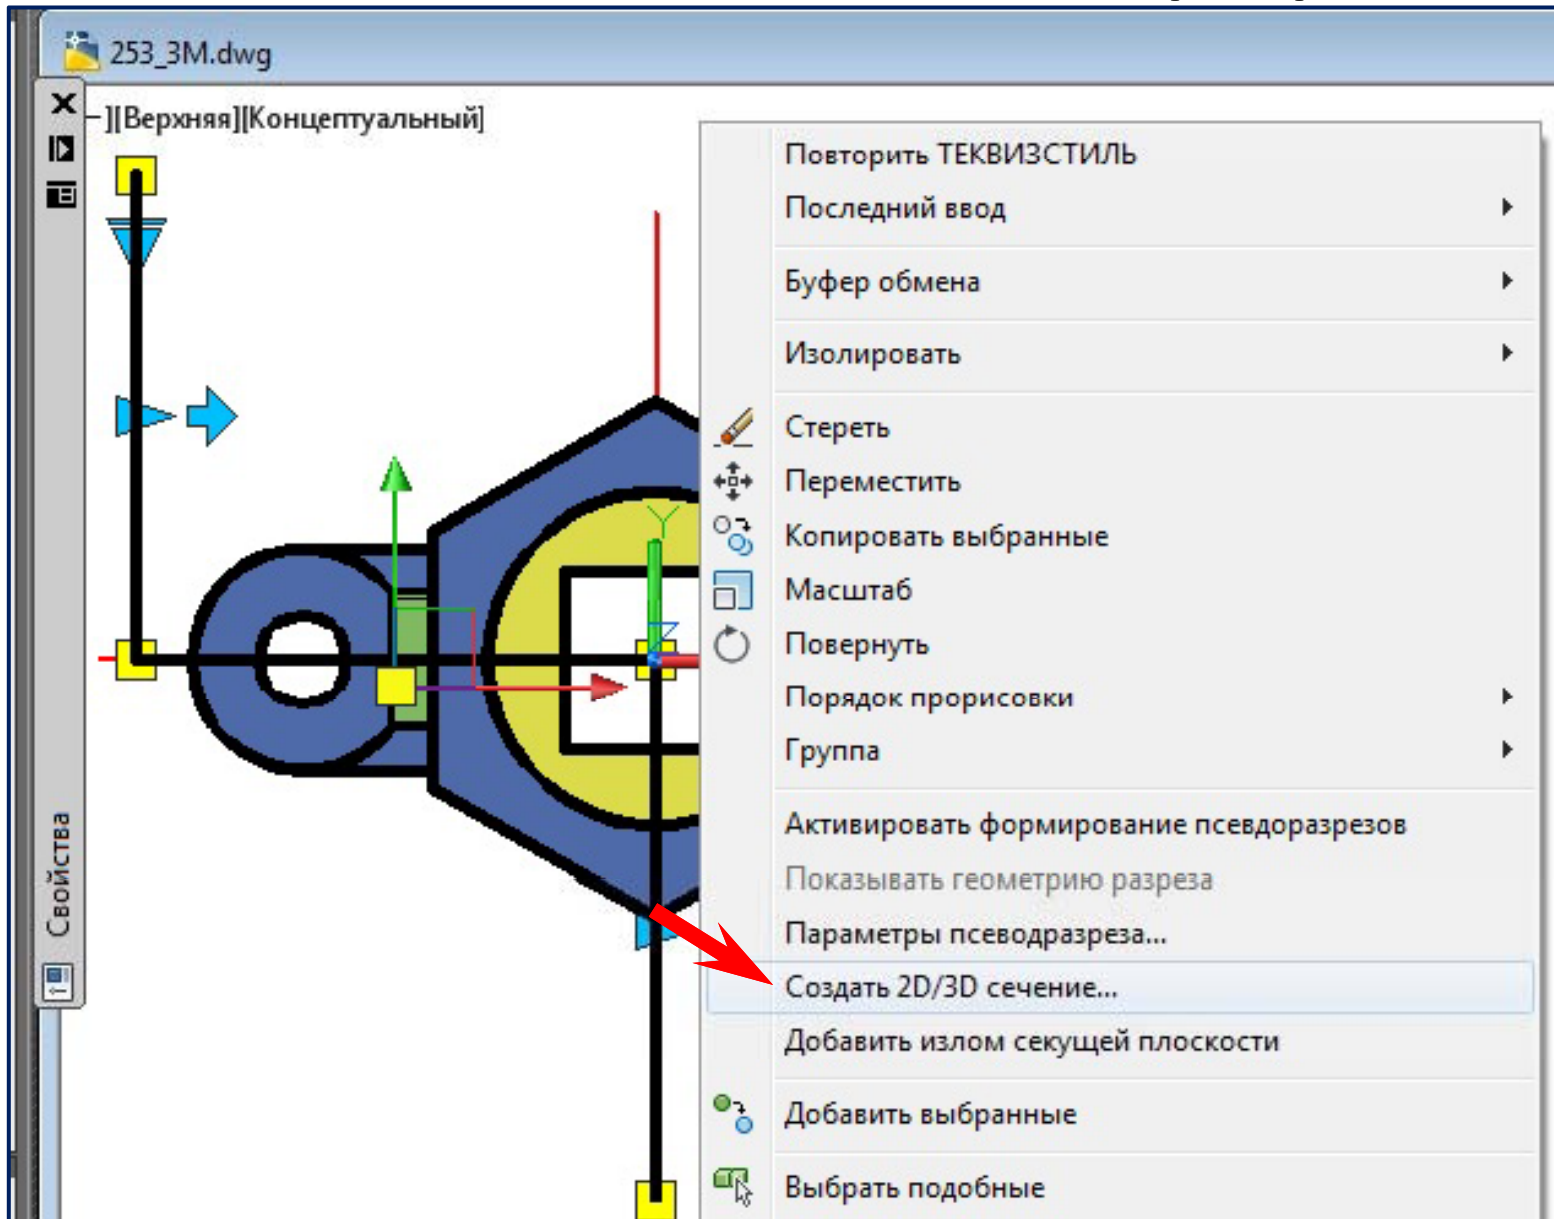 253_3M.dwg
–][Верхняя][Концептуальный]
Повторить ТЕКВИЗСТИЛЬ
Последний ввод
Буфер обмена
Изолировать
Стереть
Переместить
Копировать выбранные
Масштаб
Повернуть
Порядок прорисовки
Группа
Активировать формирование псевдоразрезов
Показывать геометрию разреза
Параметры псеводразреза...
Создать 2D/3D сечение...
Добавить излом секущей плоскости
Добавить выбранные
Выбрать подобные
Свойства
Y
Z